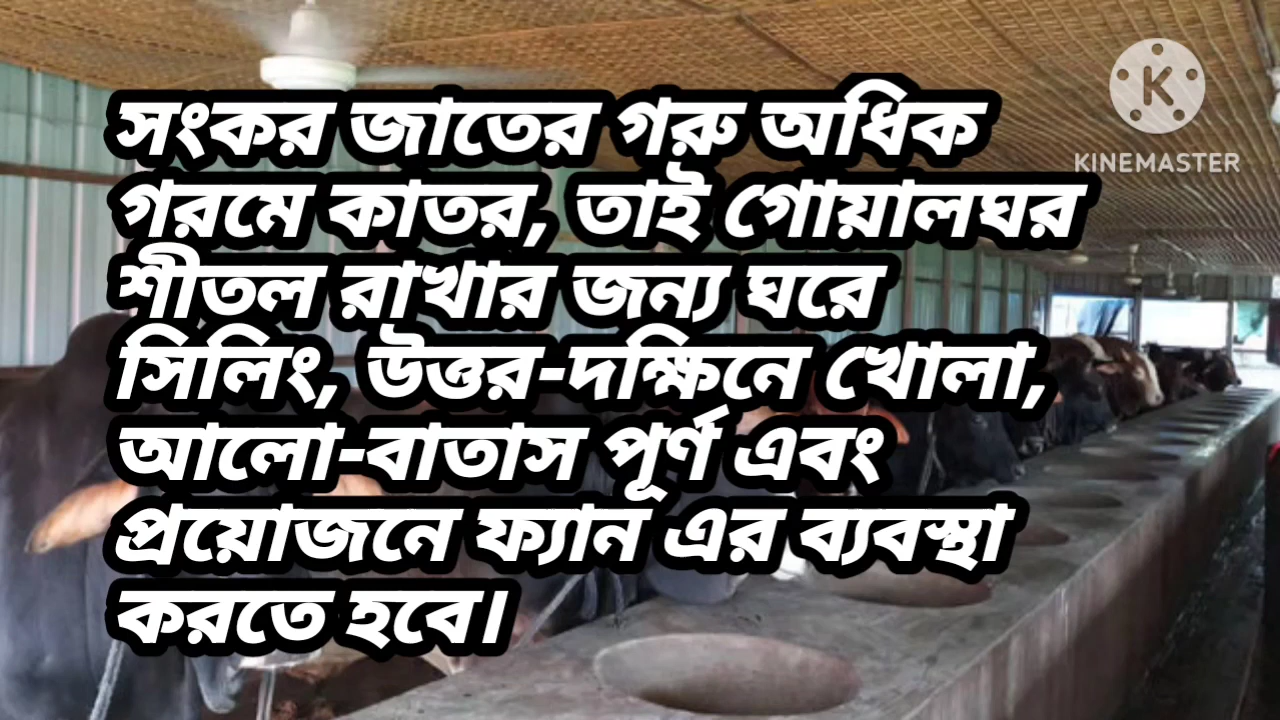 সংকর জাতের গরু অধিক
গরমে কাতর, তাই গোয়ালঘর
শীতল রাখার জন্য ঘরে
সিলিং, উত্তর-দক্ষিনে খোলা,
আলো-বাতাস পূর্ণ এবং
প্রয়োজনে ফ্যান এর ব্যবস্থা
করতে হবে।
K
KINEMASTER